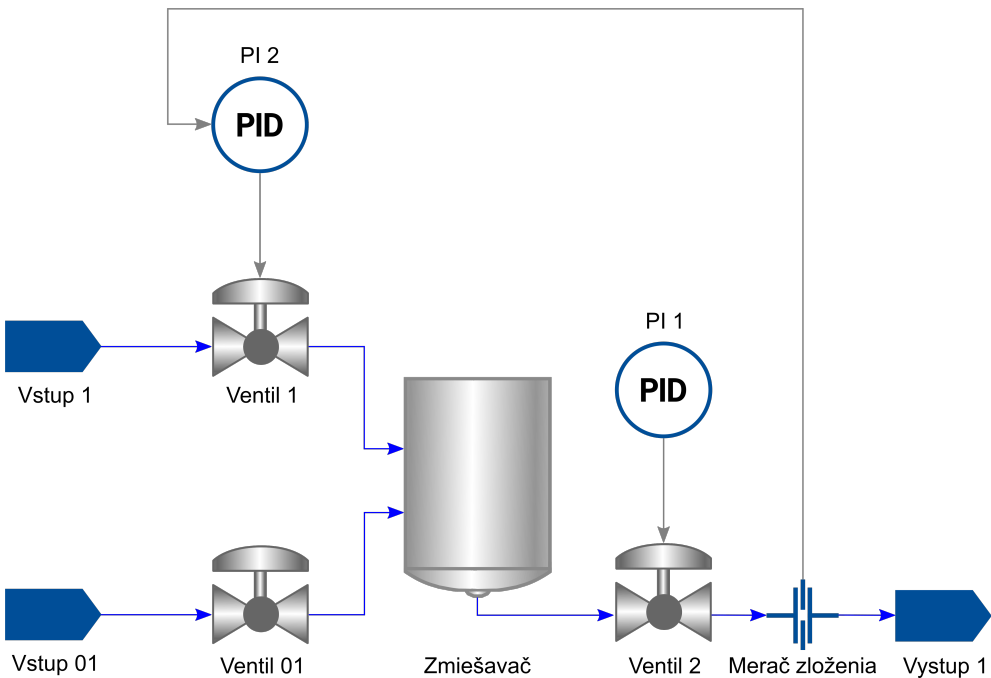 PI 2
PID
PI 1
Vstup 1
Ventil 1
PID
Vstup 01
Ventil 01
Zmiešavač
Ventil 2
Merač zloženia
Vystup 1